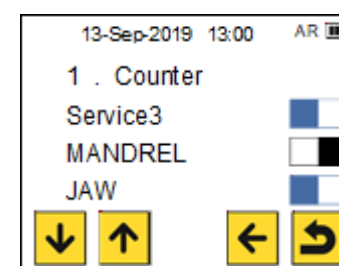 13-Sep-2019 13:00 AR
1 . Counter
Service3
MANDREL
JAW